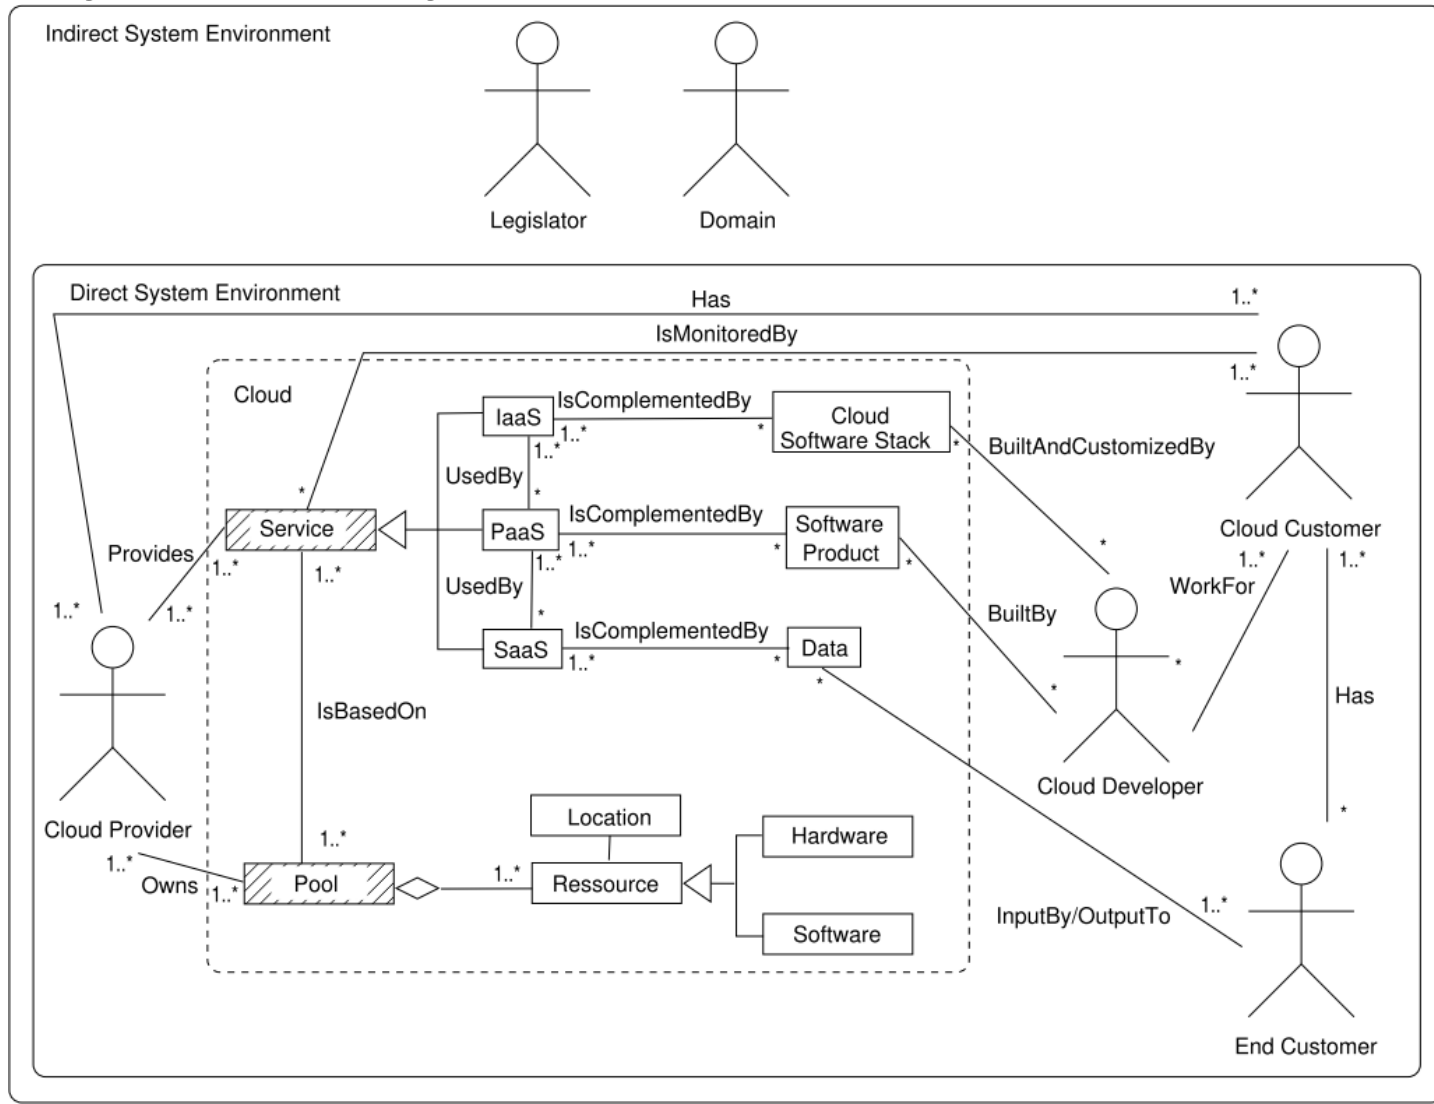 Indirect System Environment
Legislator
Domain
Direct System Environment
Has
1..*
IsMonitoredBy
1..*
Cloud
IaaS
IsComplementedBy
1..*
*
Cloud
Software Stack
*
1..*
UsedBy
*
BuiltAndCustomizedBy
*
Service
*
Provides
1..*
1..*
1..*
PaaS
IsComplementedBy
1..*
*
Software
Product
*
1..*
UsedBy
*
BuiltBy
*
Cloud Customer
1..*
1..*
WorkFor
*
SaaS
IsComplementedBy
1..*
*
Data
*
1..*
IsBasedOn
Has
Cloud Developer
Cloud Provider
1..*
Owns
1..*
1..*
Pool
1..*
Location
Ressource
Hardware
Software
*
InputBy/OutputTo
1..*
End Customer